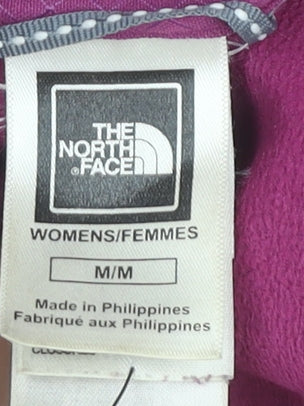 THE
NORTH
®FACE
WOMENS/FEMMES
M/M
Made in Philippines
Fabriqué aux Philippines